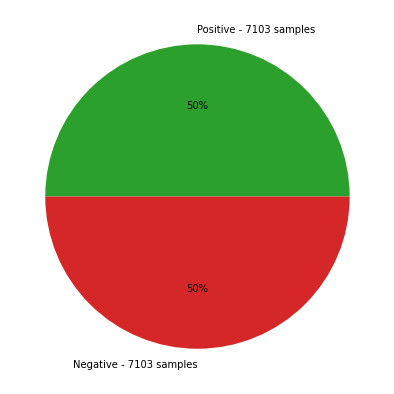 Positive - 7103 samples
50%
50%
Negative - 7103 samples